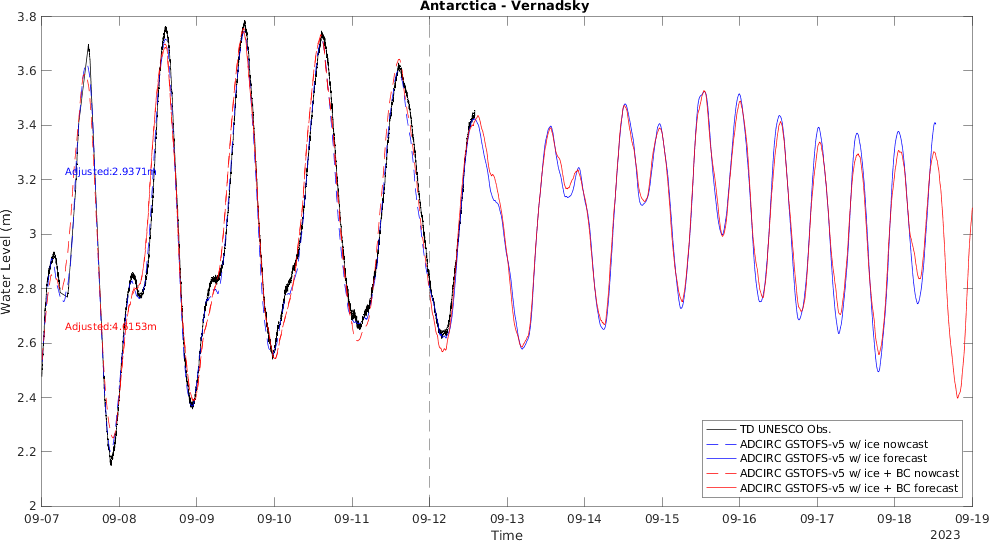 Antarctica - Vernadsky
Water Level (m)
3.8
3.6
3.4
3.2
3
2.8
2.6
2.4
2.2
2
Adjusted:2.9371m
Adjusted:4.6153m
TD UNESCO Obs.
ADCIRC GSTOFS-v5 w/ ice nowcast
ADCIRC GSTOFS-v5 w/ ice forecast
ADCIRC GSTOFS-v5 w/ ice + BC nowcast
ADCIRC GSTOFS-v5 w/ ice + BC forecast
09-07 09-08 09-09 09-10 09-11 09-12 09-13 09-14 09-15 09-16 09-17 09-18 09-19
Time
2023